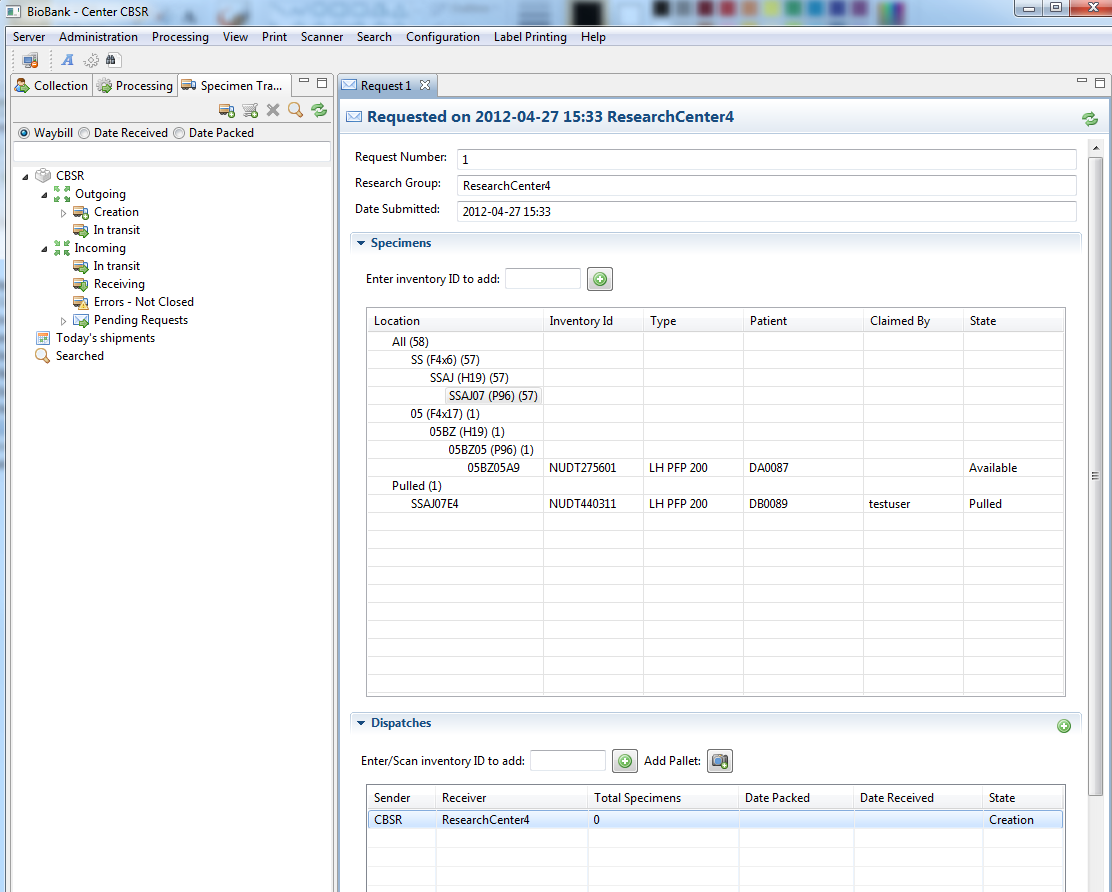 BioBank - Center CBSR
Server Administration Processing View Print Scanner Search Configuration Label Printing Help
Collection Processing Specimen Tra...
Waybill Date Received Date Packed
CBSR
Outgoing
Creation
In transit
Incoming
In transit
Receiving
Errors - Not Closed
Pending Requests
Today's shipments
Searched
Request 1
Requested on 2012-04-27 15:33 ResearchCenter4
Request Number: 1
Research Group: ResearchCenter4
Date Submitted: 2012-04-27 15:33
Specimens
Enter inventory ID to add:
Location Inventory Id Type Patient Claimed By State
All (58)
SS (F4x6) (57)
SSAJ (H19) (57)
SSAJ07 (P96) (57)
05 (F4x17) (1)
05BZ (H19) (1)
05BZ05 (P96) (1)
05BZ05A9 NUDT275601 LH PFP 200 DA0087 Available
Pulled (1)
SSAJ07E4 NUDT440311 LH PFP 200 DB0089 testuser Pulled
Dispatches
Enter/Scan inventory ID to add: Add Pallet:
Sender Receiver Total Specimens Date Packed Date Received State
CBSR ResearchCenter4 0 Creation